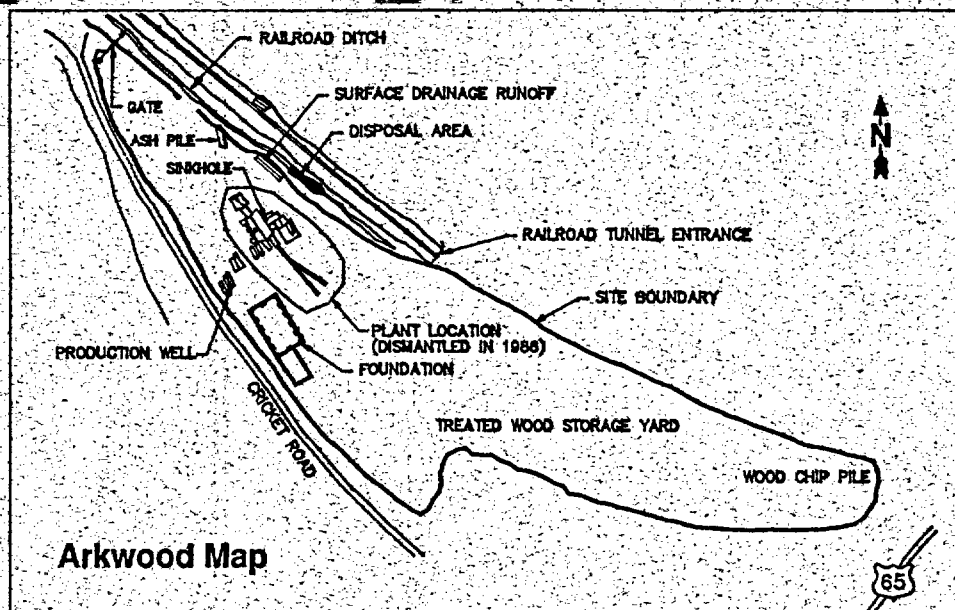 RAILROAD DITCH
SURFACE DRAINAGE RUNOFF
GATE
DISPOSAL AREA
ASH PILE
N
SINKHOLE
RAILROAD TUNNEL ENTRANCE
SITE BOUNDARY
PLANT LOCATION
(DISMANTLED IN 1986)
PRODUCTION WELL
FOUNDATION
CRICKET ROAD
TREATED WOOD STORAGE YARD
WOOD CHIP PILE
Arkwood Map
65